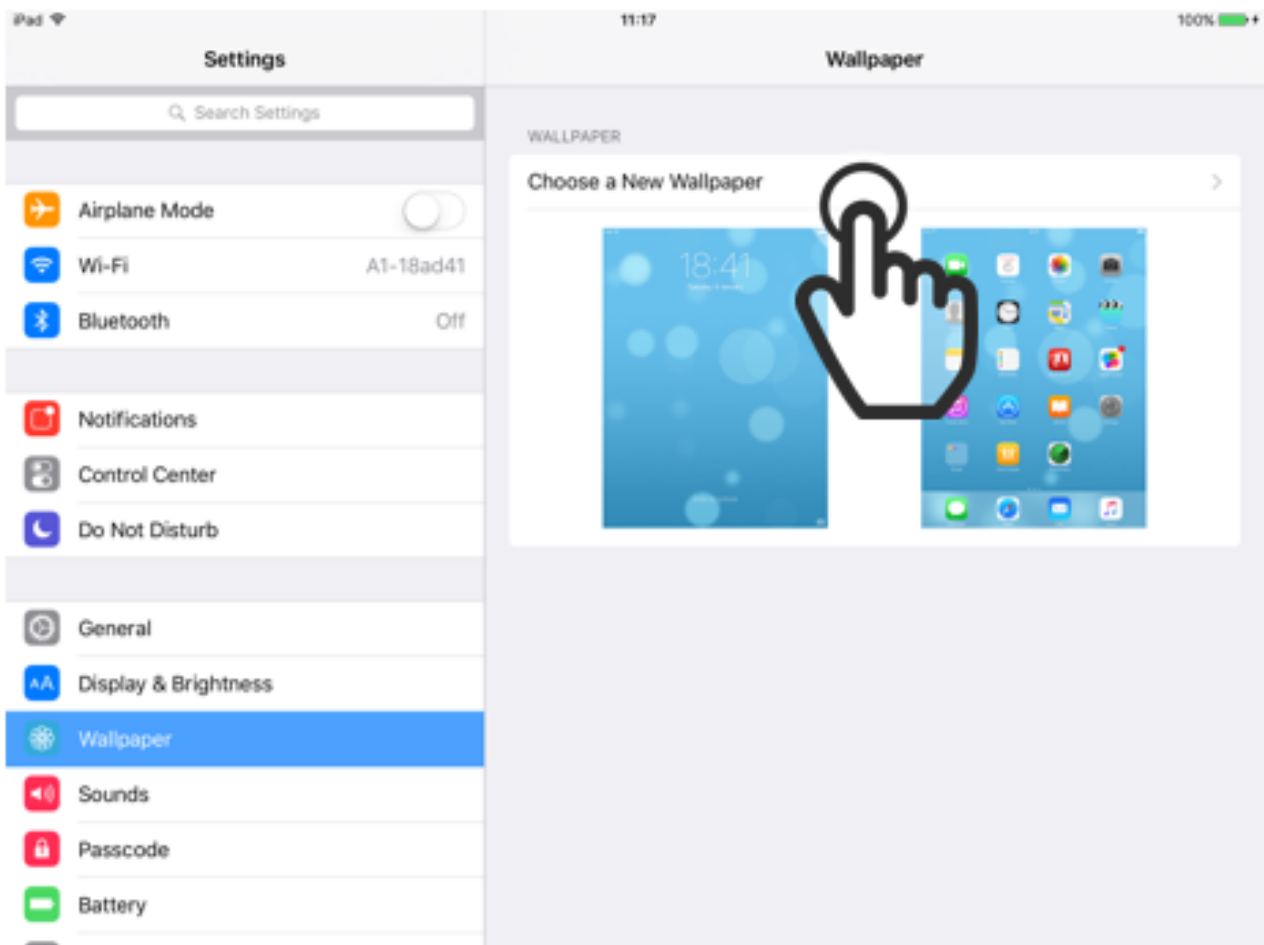 iPad 11:17 100%
Settings
Search Settings
Airplane Mode
Wi-Fi A1-18ad41
Bluetooth Off
Notifications
Control Center
Do Not Disturb
General
Display & Brightness
Wallpaper
Sounds
Passcode
Battery
Wallpaper
WALLPAPER
Choose a New Wallpaper
18:41